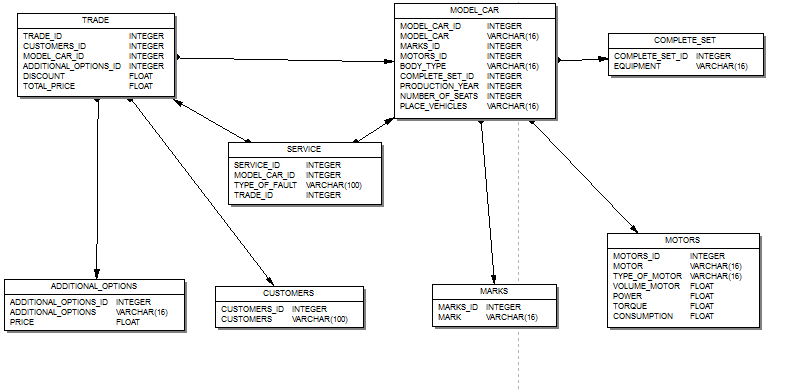 TRADE
TRADE_ID INTEGER
CUSTOMERS_ID INTEGER
MODEL_CAR_ID INTEGER
ADDITIONAL_OPTIONS_ID INTEGER
DISCOUNT FLOAT
TOTAL_PRICE FLOAT
MODEL_CAR
MODEL_CAR_ID INTEGER
MODEL_CAR VARCHAR(16)
MARKS_ID INTEGER
MOTORS_ID INTEGER
BODY_TYPE VARCHAR(16)
COMPLETE_SET_ID INTEGER
PRODUCTION_YEAR INTEGER
NUMBER_OF_SEATS INTEGER
PLACE_VEHICLES VARCHAR(16)
COMPLETE_SET
COMPLETE_SET_ID INTEGER
EQUIPMENT VARCHAR(16)
SERVICE
SERVICE_ID INTEGER
MODEL_CAR_ID INTEGER
TYPE_OF_FAULT VARCHAR(100)
TRADE_ID INTEGER
ADDITIONAL_OPTIONS
ADDITIONAL_OPTIONS_ID INTEGER
ADDITIONAL_OPTIONS VARCHAR(16)
PRICE FLOAT
CUSTOMERS
CUSTOMERS_ID INTEGER
CUSTOMERS VARCHAR(100)
MARKS
MARKS_ID INTEGER
MARK VARCHAR(16)
MOTORS
MOTORS_ID INTEGER
MOTOR VARCHAR(16)
TYPE_OF_MOTOR VARCHAR(16)
VOLUME_MOTOR FLOAT
POWER FLOAT
TORQUE FLOAT
CONSUMPTION FLOAT